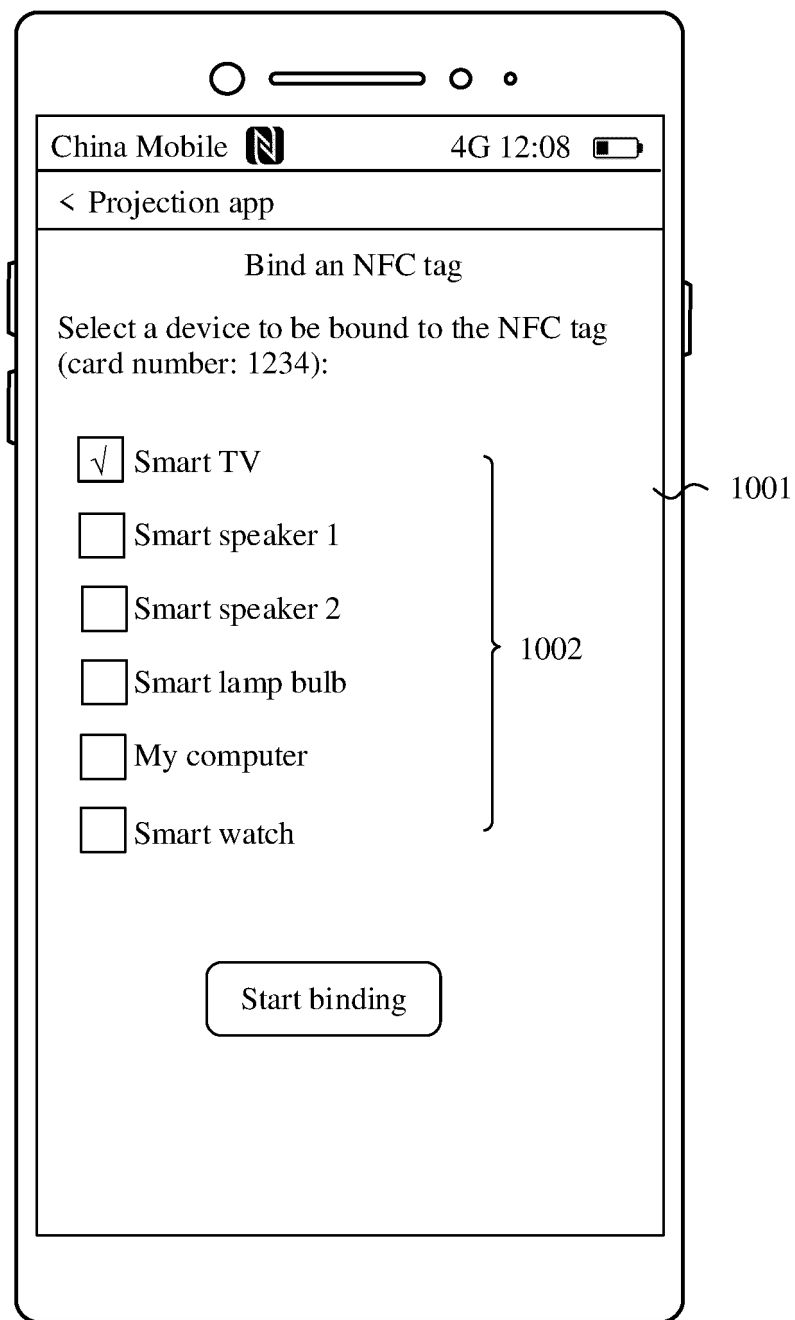 China Mobile 4G 12:08
< Projection app
Bind an NFC tag
Select a device to be bound to the NFC tag
(card number: 1234):
√ Smart TV
Smart speaker 1
Smart speaker 2
Smart lamp bulb
My computer
Smart watch
1001
1002
Start binding